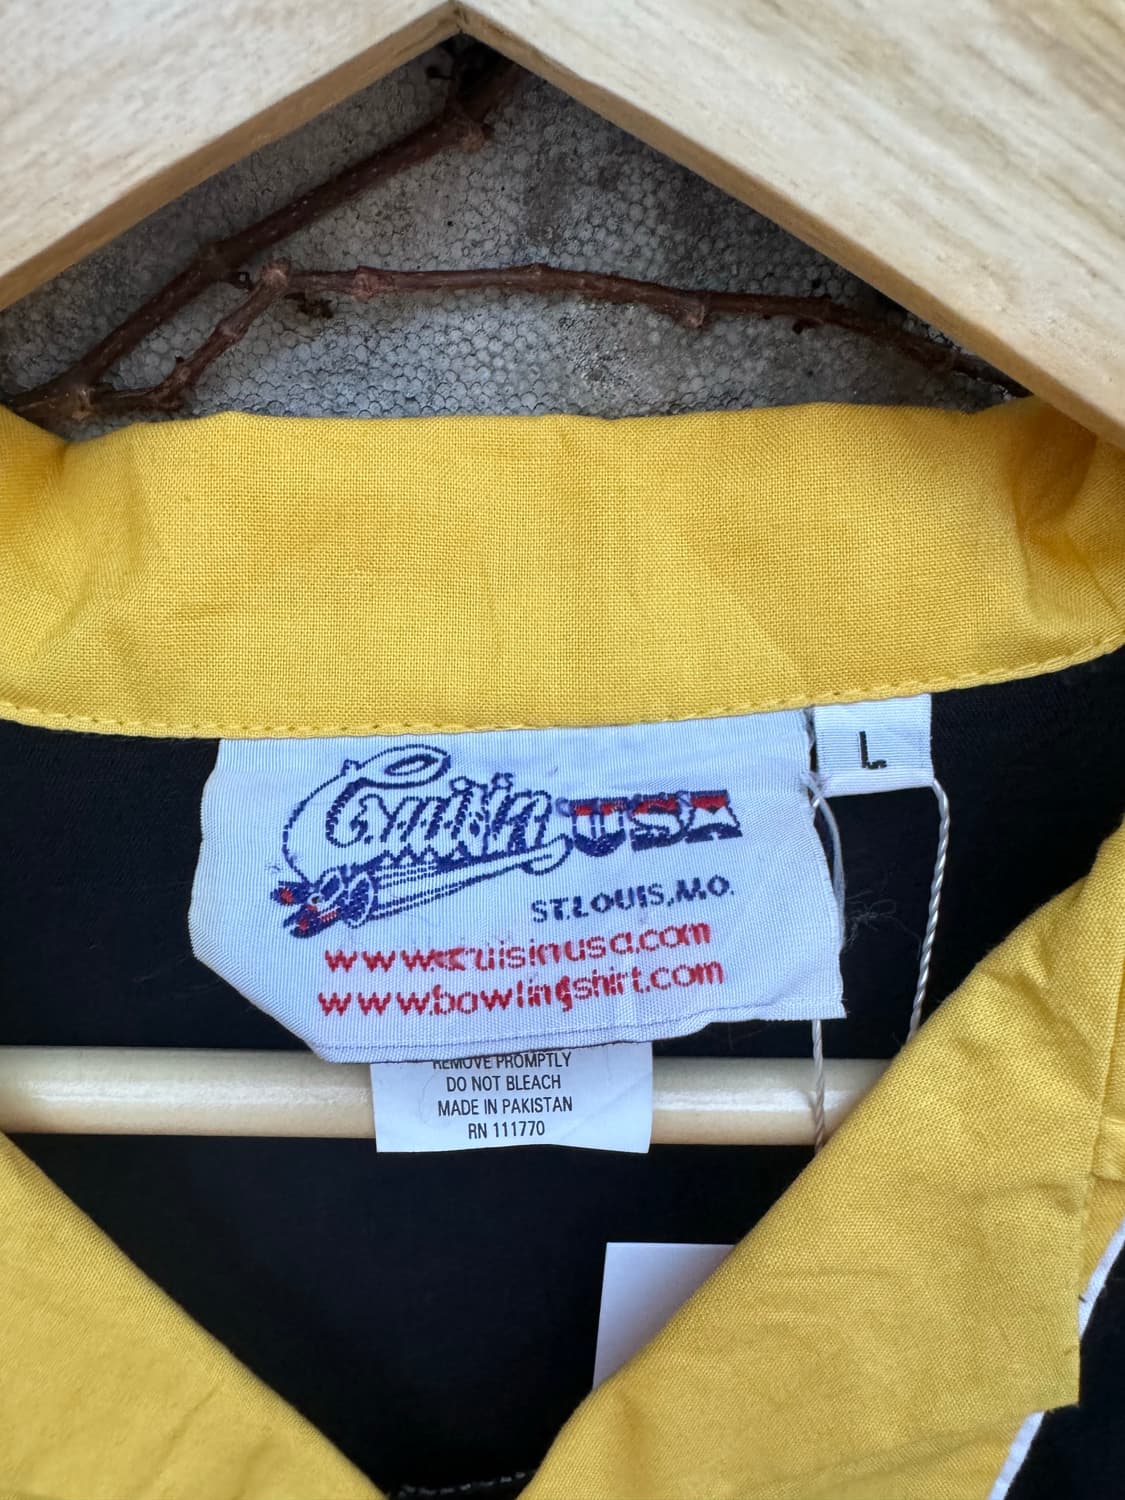 Cruisin USA
L
ST.LOUIS,MO.
www.cruisinusa.com
www.bowlingshirt.com
REMOVE PROMPTLY
DO NOT BLEACH
MADE IN PAKISTAN
RN 111770